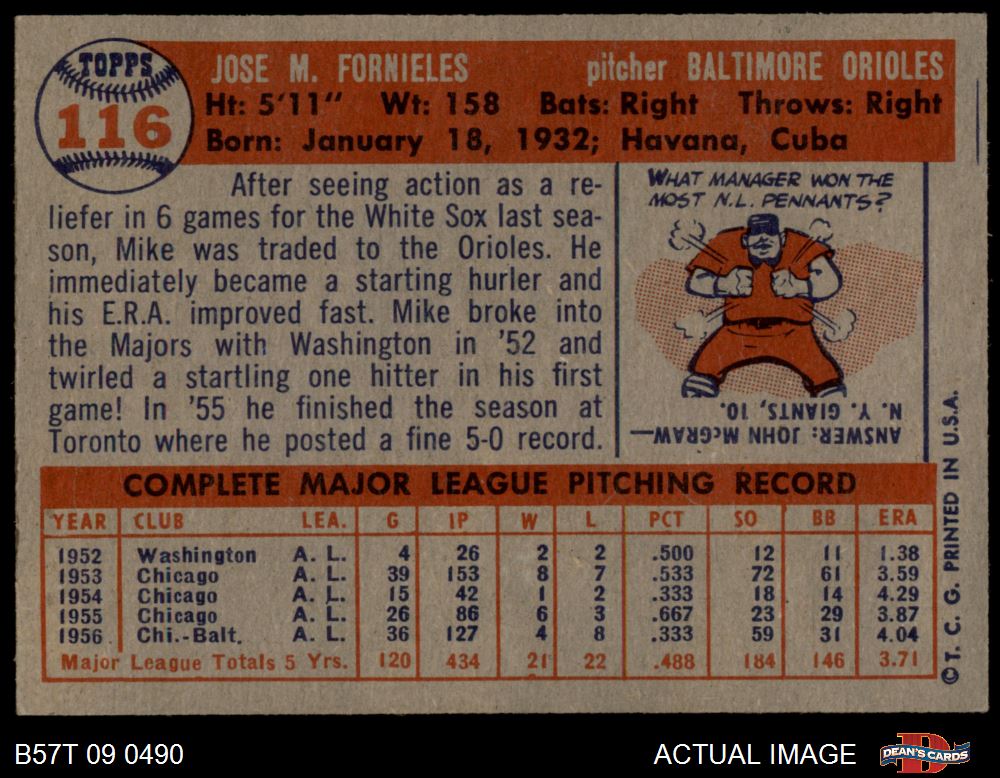 TOPPS
116
JOSE M. FORNIELES pitcher BALTIMORE ORIOLES
Ht: 5'11" Wt: 158 Bats: Right Throws: Right
Born: January 18, 1932; Havana, Cuba
After seeing action as a re-
liefer in 6 games for the White Sox last sea-
son, Mike was traded to the Orioles. He
immediately became a starting hurler and
his E.R.A. improved fast. Mike broke into
the Majors with Washington in '52 and
twirled a startling one hitter in his first
game! In '55 he finished the season at
Toronto where he posted a fine 5-0 record.
WHAT MANAGER WON THE
MOST N.L. PENNANTS?
ANSWER: JOHN McGRAW—
N. Y. GIANTS, 10.
COMPLETE MAJOR LEAGUE PITCHING RECORD
YEAR CLUB LEA. G IP W L PCT SO BB ERA
1952 Washington A. L. 4 26 2 2 .500 12 11 1.38
1953 Chicago A. L. 39 153 8 7 .533 72 61 3.59
1954 Chicago A. L. 15 42 1 2 .333 18 14 4.29
1955 Chicago A. L. 26 86 6 3 .667 23 29 3.87
1956 Chi.-Balt. A. L. 36 127 4 8 .333 59 31 4.04
Major League Totals 5 Yrs. 120 434 21 22 .488 184 146 3.71
© T. C. G. PRINTED IN U.S.A.
B57T 09 0490 ACTUAL IMAGE
DEAN'S CARDS